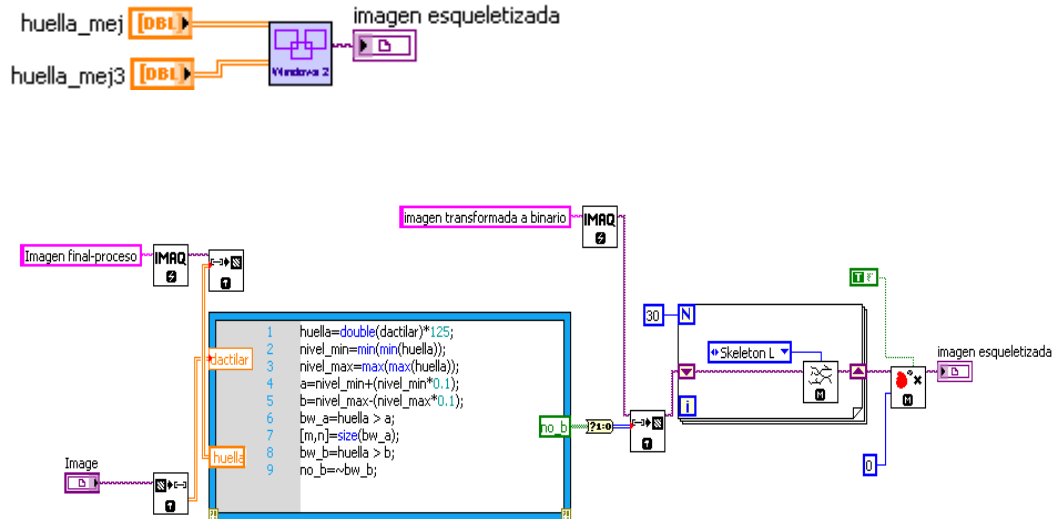 huella_mej [DBL]
imagen esqueletizada
huella_mej3 [DBL]
Windows 2
imagen transformada a binario
IMAQ
Imagen final-proceso
IMAQ
dactilar
huella
1 huella=double(dactilar)*125;
2 nivel_min=min(min(huella));
3 nivel_max=max(max(huella));
4 a=nivel_min+(nivel_min*0.1);
5 b=nivel_max-(nivel_max*0.1);
6 bw_a=huella > a;
7 [m,n]=size(bw_a);
8 bw_b=huella > b;
9 no_b=~bw_b;
no_b
?1:0
Image
30
N
Skeleton L
i
T F
0
M
M
imagen esqueletizada